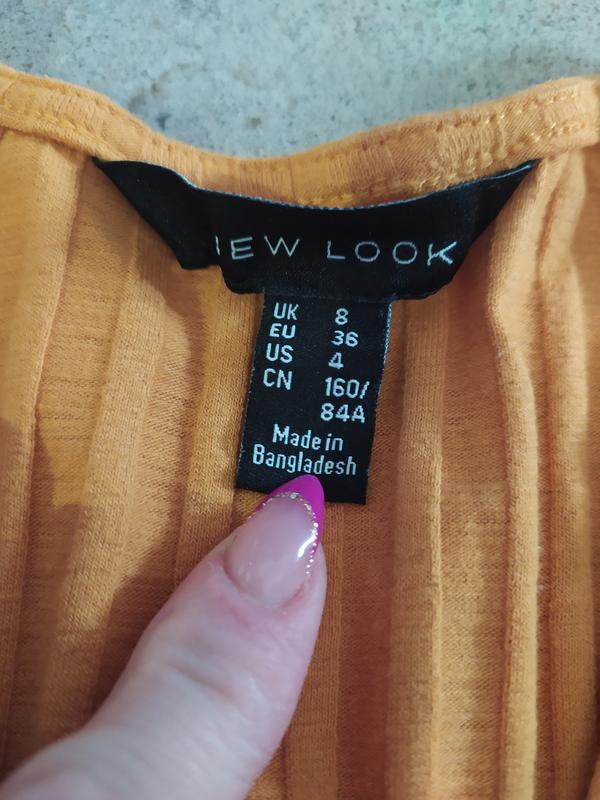 NEW LOOK
UK 8
EU 36
US 4
CN 160/
84A
Made in
Bangladesh